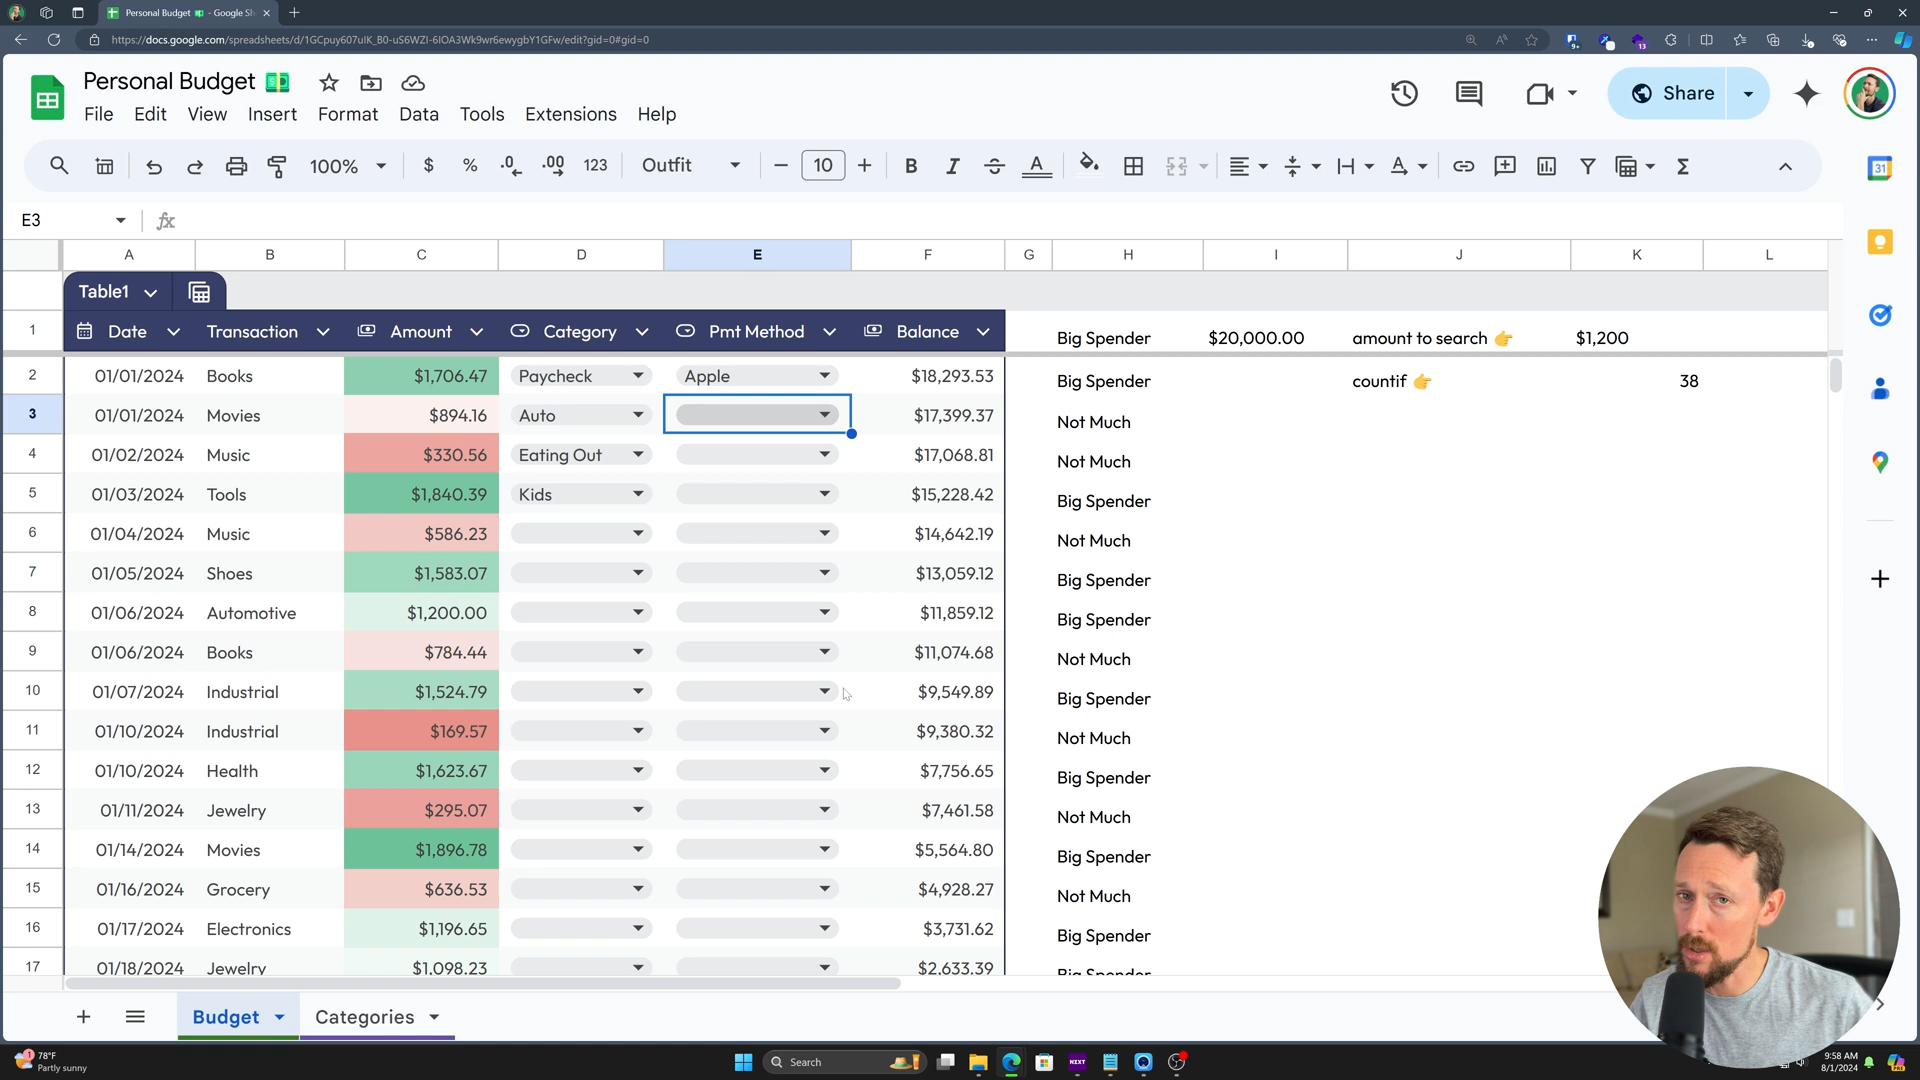 Personal Budget 💵 - Google Sh
https://docs.google.com/spreadsheets/d/1GCpuy607uIK_B0-uS6WZI-6IOA3Wk9wr6ewygbY1GFw/edit?gid=0#gid=0
Personal Budget 💵
Share
File Edit View Insert Format Data Tools Extensions Help
100% $ % .0 .00 123 Outfit 10 B I S A
31
E3 fx
A B C D E F G H I J K L
Table1
1 Date Transaction Amount Category Pmt Method Balance Big Spender $20,000.00 amount to search 👉 $1,200
2 01/01/2024 Books $1,706.47 Paycheck Apple $18,293.53 Big Spender countif 👉 38
3 01/01/2024 Movies $894.16 Auto $17,399.37 Not Much
4 01/02/2024 Music $330.56 Eating Out $17,068.81 Not Much
5 01/03/2024 Tools $1,840.39 Kids $15,228.42 Big Spender
6 01/04/2024 Music $586.23 $14,642.19 Not Much
7 01/05/2024 Shoes $1,583.07 $13,059.12 Big Spender
8 01/06/2024 Automotive $1,200.00 $11,859.12 Big Spender
9 01/06/2024 Books $784.44 $11,074.68 Not Much
10 01/07/2024 Industrial $1,524.79 $9,549.89 Big Spender
11 01/10/2024 Industrial $169.57 $9,380.32 Not Much
12 01/10/2024 Health $1,623.67 $7,756.65 Big Spender
13 01/11/2024 Jewelry $295.07 $7,461.58 Not Much
14 01/14/2024 Movies $1,896.78 $5,564.80 Big Spender
15 01/16/2024 Grocery $636.53 $4,928.27 Not Much
16 01/17/2024 Electronics $1,196.65 $3,731.62 Big Spender
17 01/18/2024 Jewelry $1,098.23 $2,633.39 Big Spender
Budget Categories
78°F
Partly sunny
Search
NEXT
9:58 AM
8/1/2024